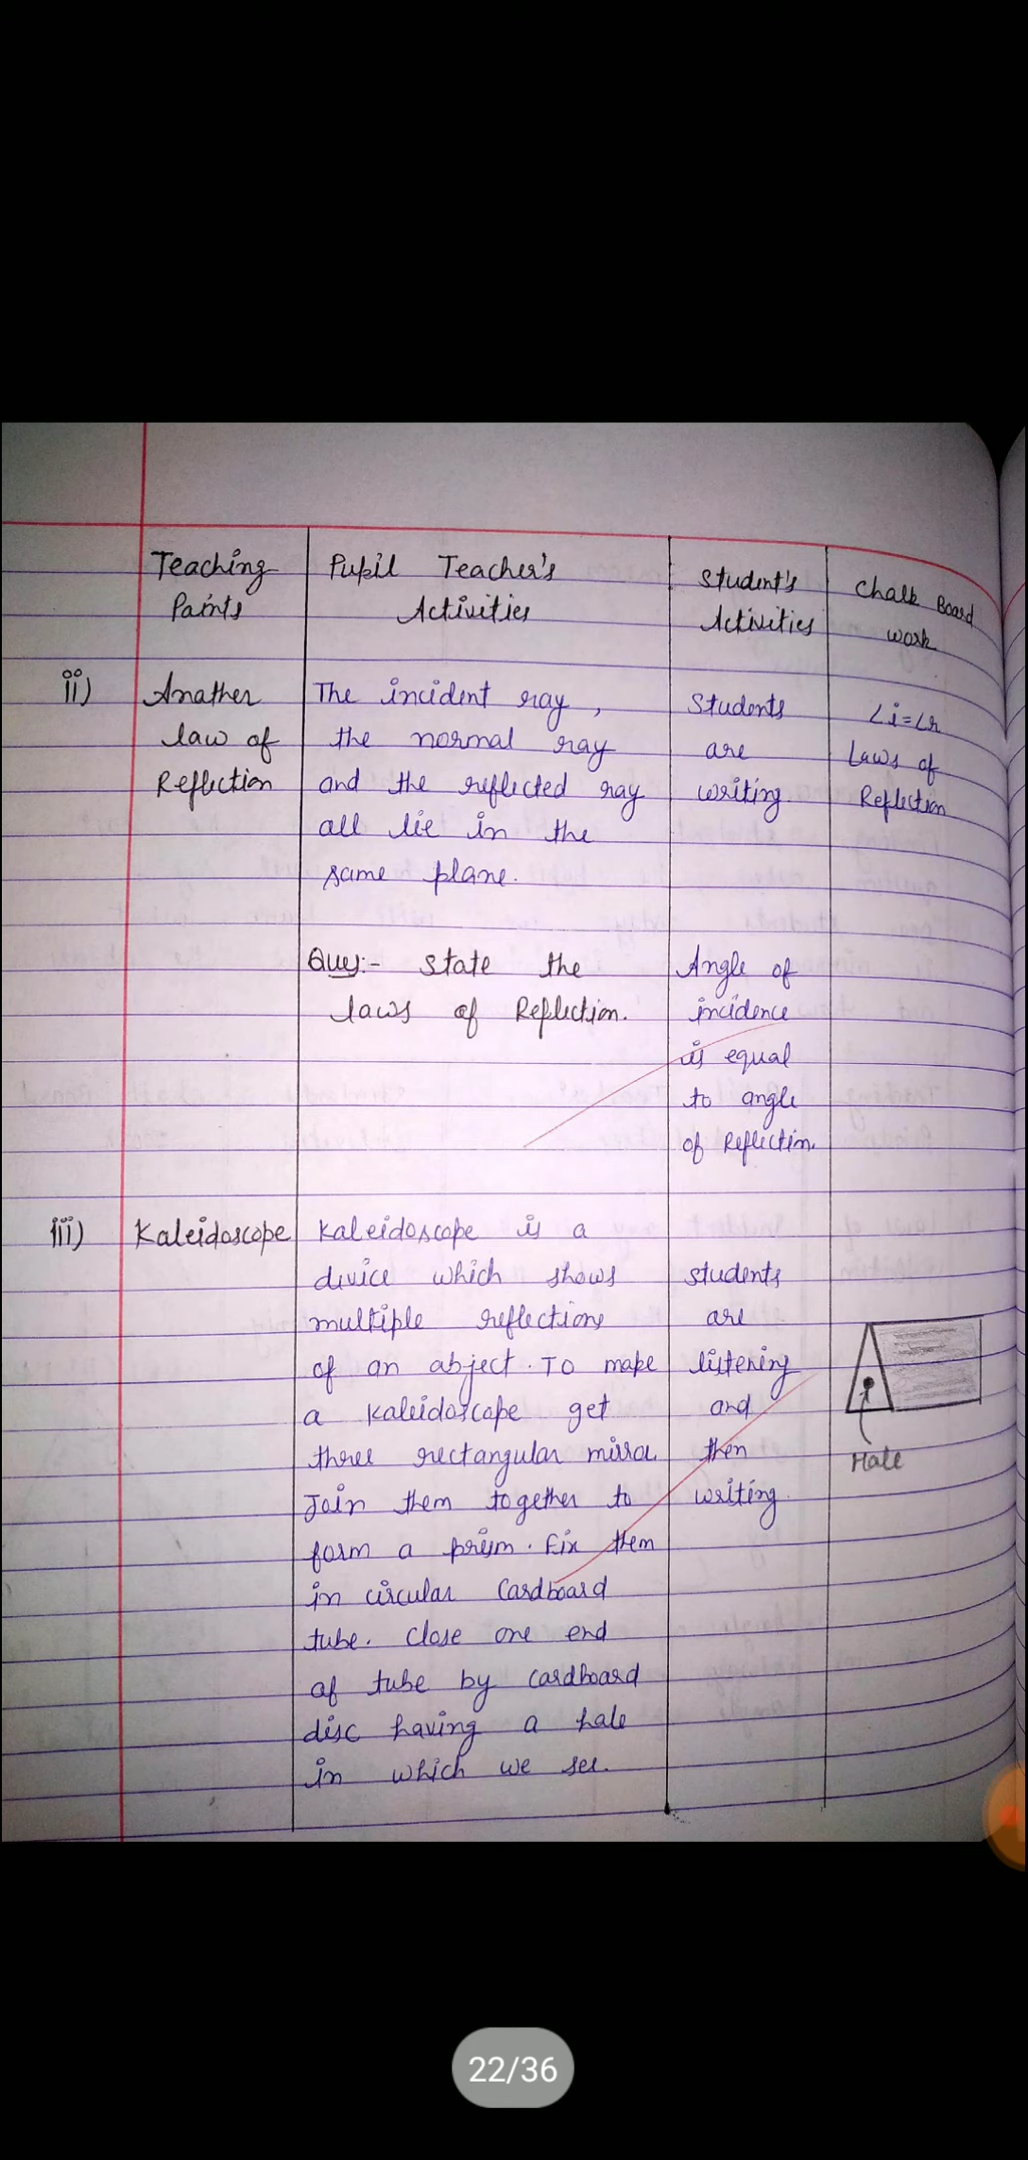 Teaching Points
Pupil Teacher's Activities
Student's Activities
Chalk Board work
ii)
Another
law of
Reflection
The incident ray,
the normal ray
and the reflected ray
all lie in the
same plane.
Students
are
writing.
∠i=∠r
Laws of
Reflection
Ques:- State the
laws of Reflection.
Angle of
incidence
is equal
to angle
of Reflection.
iii)
Kaleidoscope
Kaleidoscope is a
device which shows
multiple reflections
of an object. To make
a Kaleidoscope get
three rectangular mirror.
Join them together to
form a prism. Fix them
in circular Cardboard
tube. Close one end
of tube by cardboard
disc having a hole
in which we see.
students
are
listening
and
then
writing.
Hole
22/36